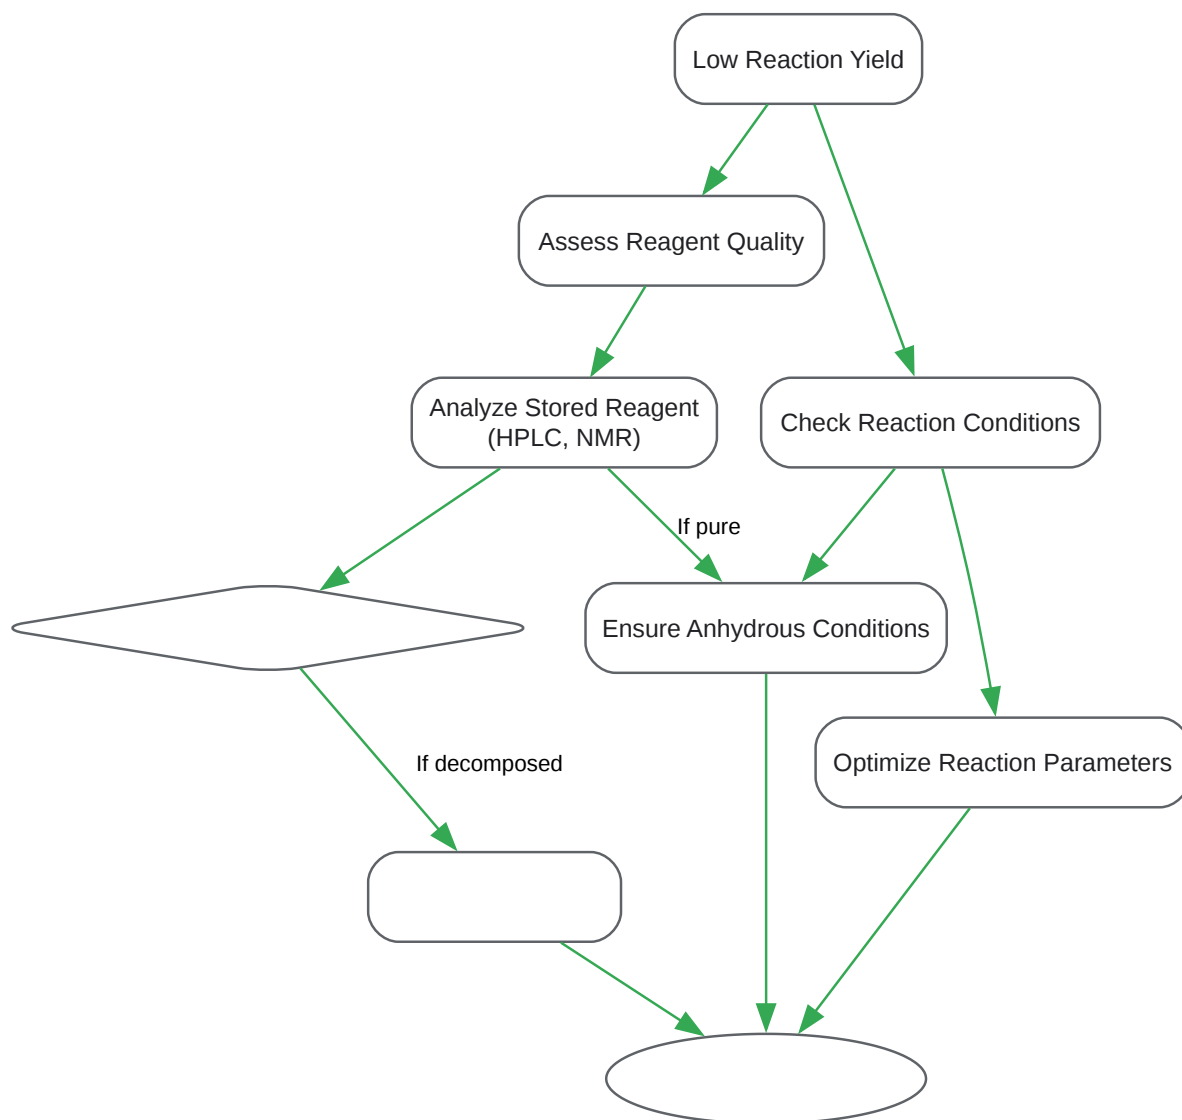 Low Reaction Yield
Assess Reagent Quality
Analyze Stored Reagent
(HPLC, NMR)
Check Reaction Conditions
If pure
Ensure Anhydrous Conditions
If decomposed
Optimize Reaction Parameters